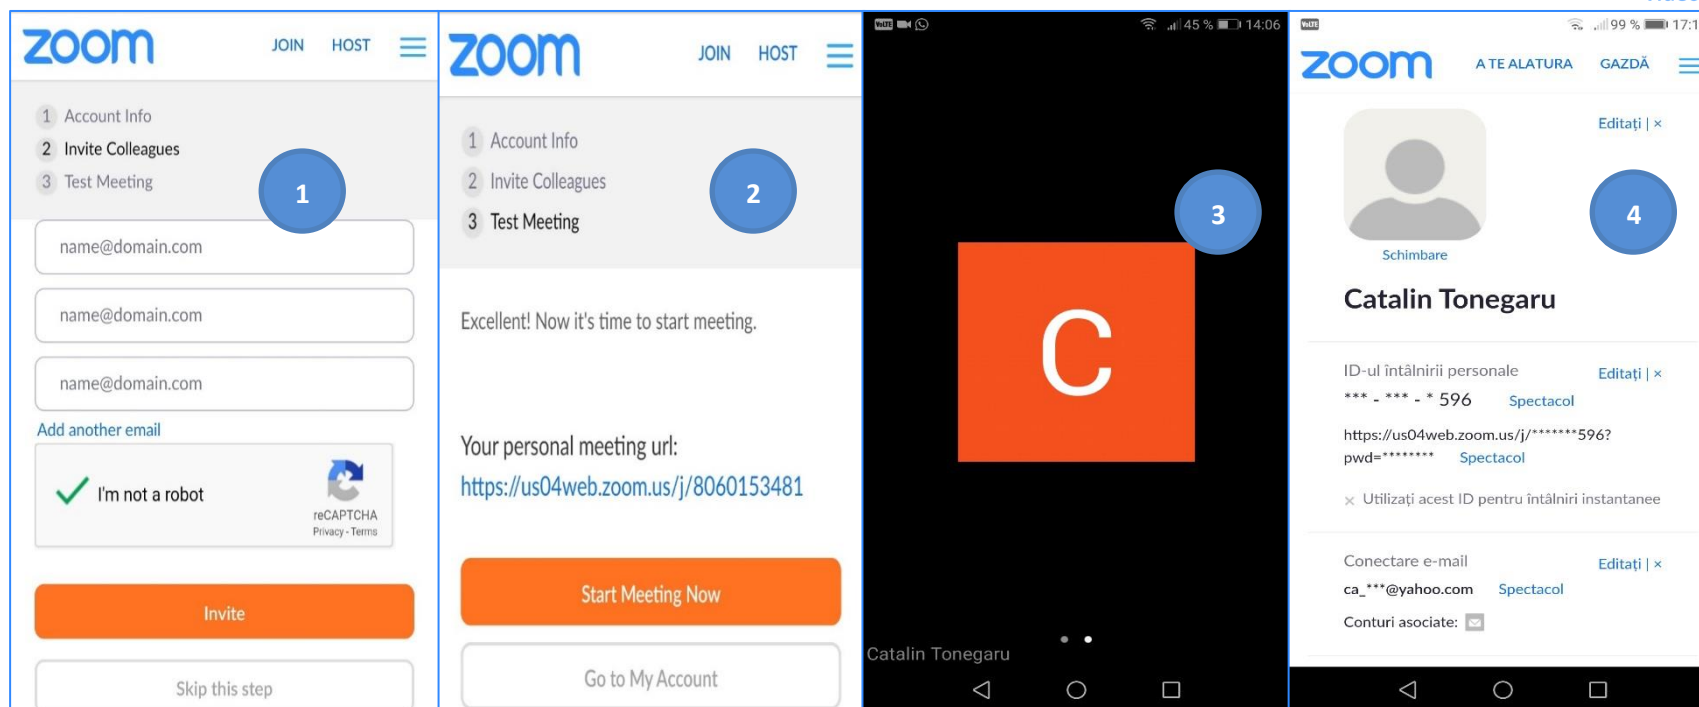 zoom JOIN HOST
1 Account Info
2 Invite Colleagues
3 Test Meeting
1
name@domain.com
name@domain.com
name@domain.com
Add another email
I'm not a robot
reCAPTCHA
Privacy - Terms
Invite
Skip this step
zoom JOIN HOST
1 Account Info
2 Invite Colleagues
3 Test Meeting
2
Excellent! Now it's time to start meeting.
Your personal meeting url:
https://us04web.zoom.us/j/8060153481
Start Meeting Now
Go to My Account
VoLTE 45 % 14:06
3
C
Catalin Tonegaru
VoLTE 99 % 17:1
zoom A TE ALATURA GAZDĂ
Editați | ×
4
Schimbare
Catalin Tonegaru
ID-ul întâlnirii personale Editați | ×
*** - *** - * 596 Spectacol
https://us04web.zoom.us/j/*******596?
pwd=******** Spectacol
× Utilizați acest ID pentru întâlniri instantanee
Conectare e-mail Editați | ×
ca_***@yahoo.com Spectacol
Conturi asociate: